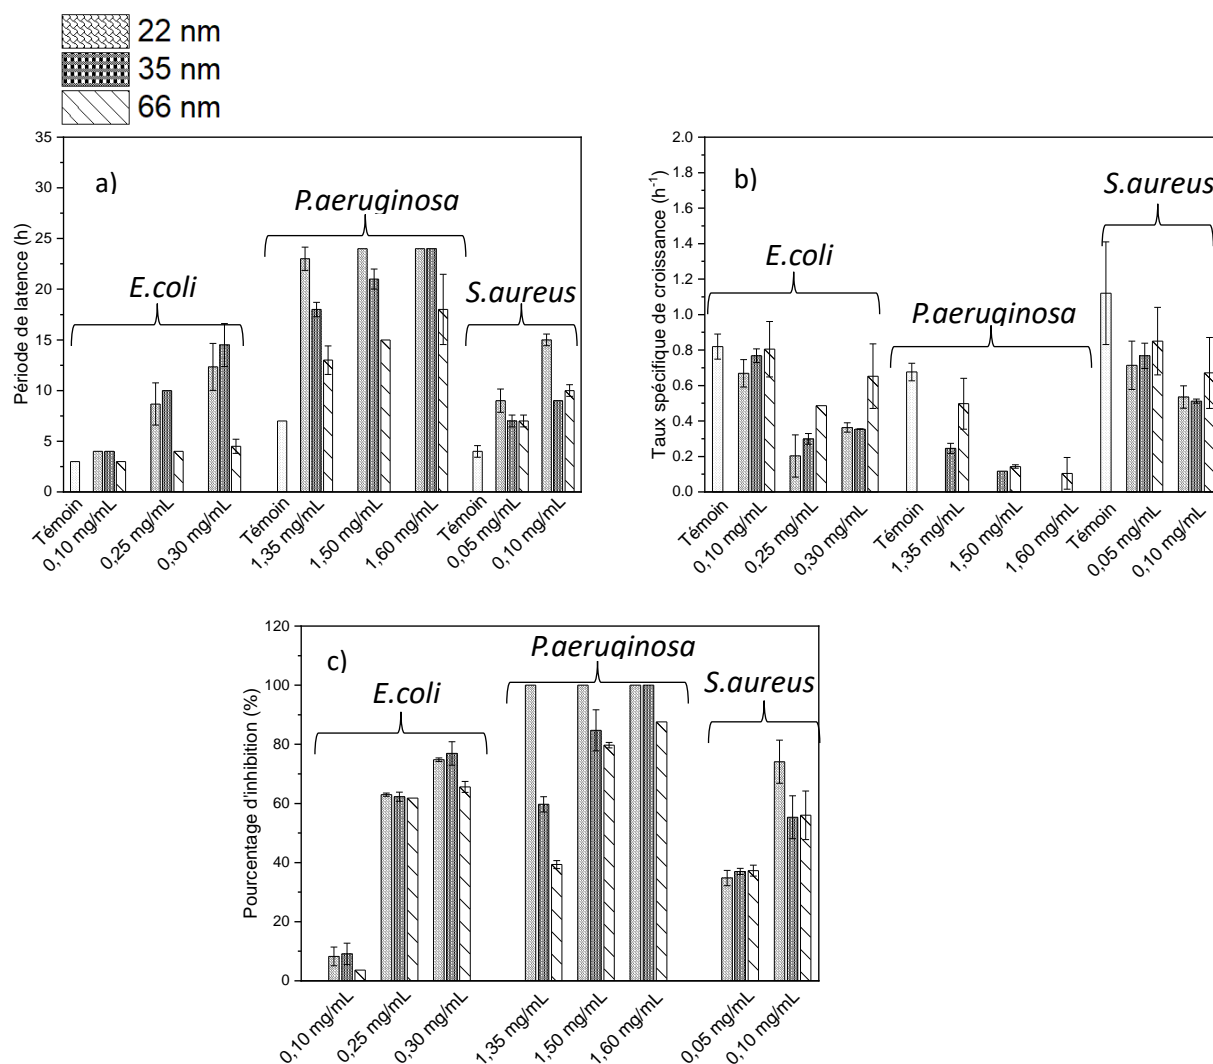 22 nm
35 nm
66 nm
35
30
25
20
15
10
5
0
Période de latence (h)
a)
E.coli
P.aeruginosa
S.aureus
Témoin
0,10 mg/mL
0,25 mg/mL
0,30 mg/mL
Témoin
1,35 mg/mL
1,50 mg/mL
1,60 mg/mL
Témoin
0,05 mg/mL
0,10 mg/mL
2.0
1.8
1.6
1.4
1.2
1.0
0.8
0.6
0.4
0.2
0.0
Taux spécifique de croissance (h⁻¹)
b)
E.coli
P.aeruginosa
S.aureus
Témoin
0,10 mg/mL
0,25 mg/mL
0,30 mg/mL
Témoin
1,35 mg/mL
1,50 mg/mL
1,60 mg/mL
Témoin
0,05 mg/mL
0,10 mg/mL
120
100
80
60
40
20
0
Pourcentage d'inhibition (%)
c)
E.coli
P.aeruginosa
S.aureus
0,10 mg/mL
0,25 mg/mL
0,30 mg/mL
1,35 mg/mL
1,50 mg/mL
1,60 mg/mL
0,05 mg/mL
0,10 mg/mL